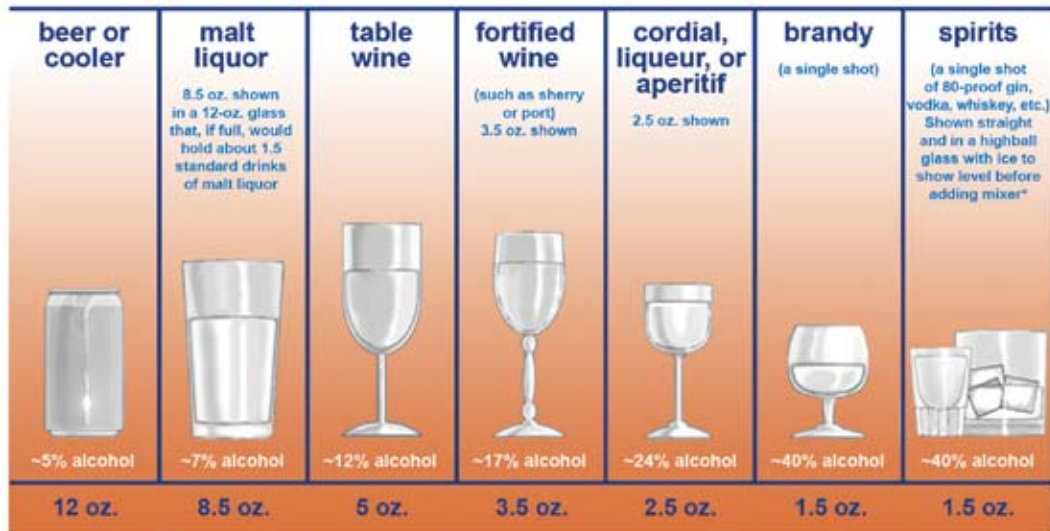 beer or
cooler
malt
liquor
8.5 oz. shown
in a 12-oz. glass
that, if full, would
hold about 1.5
standard drinks
of malt liquor
table
wine
fortified
wine
(such as sherry
or port)
3.5 oz. shown
cordial,
liqueur, or
aperitif
2.5 oz. shown
brandy
(a single shot)
spirits
(a single shot
of 80-proof gin,
vodka, whiskey, etc.)
Shown straight
and in a highball
glass with ice to
show level before
adding mixer*
~5% alcohol
~7% alcohol
~12% alcohol
~17% alcohol
~24% alcohol
~40% alcohol
~40% alcohol
12 oz.
8.5 oz.
5 oz.
3.5 oz.
2.5 oz.
1.5 oz.
1.5 oz.